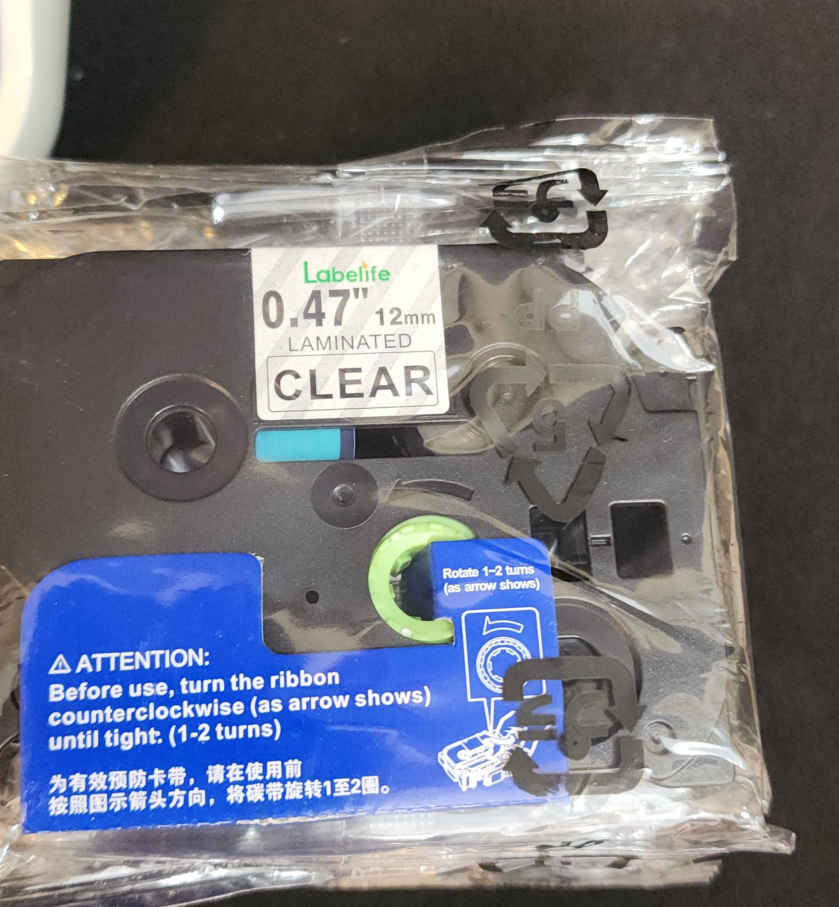 Labelife
0.47" 12mm
LAMINATED
CLEAR
PP
5
Rotate 1~2 turns
(as arrow shows)
⚠ ATTENTION:
Before use, turn the ribbon
counterclockwise (as arrow shows)
until tight. (1-2 turns)
为有效预防卡带，请在使用前
按照图示箭头方向，将碳带旋转1至2圈。